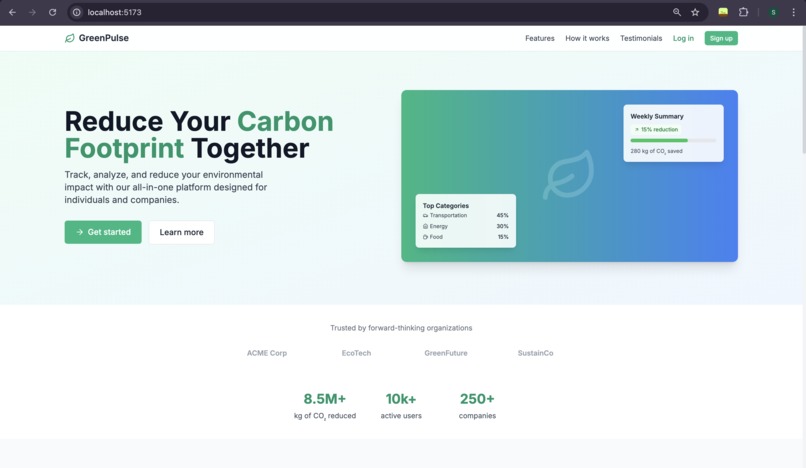 localhost:5173
S
GreenPulse
Features How it works Testimonials Log in Sign up
Reduce Your Carbon
Footprint Together
Track, analyze, and reduce your environmental
impact with our all-in-one platform designed for
individuals and companies.
Get started Learn more
Weekly Summary
15% reduction
280 kg of CO₂ saved
Top Categories
Transportation 45%
Energy 30%
Food 15%
Trusted by forward-thinking organizations
ACME Corp EcoTech GreenFuture SustainCo
8.5M+ 10k+ 250+
kg of CO₂ reduced active users companies